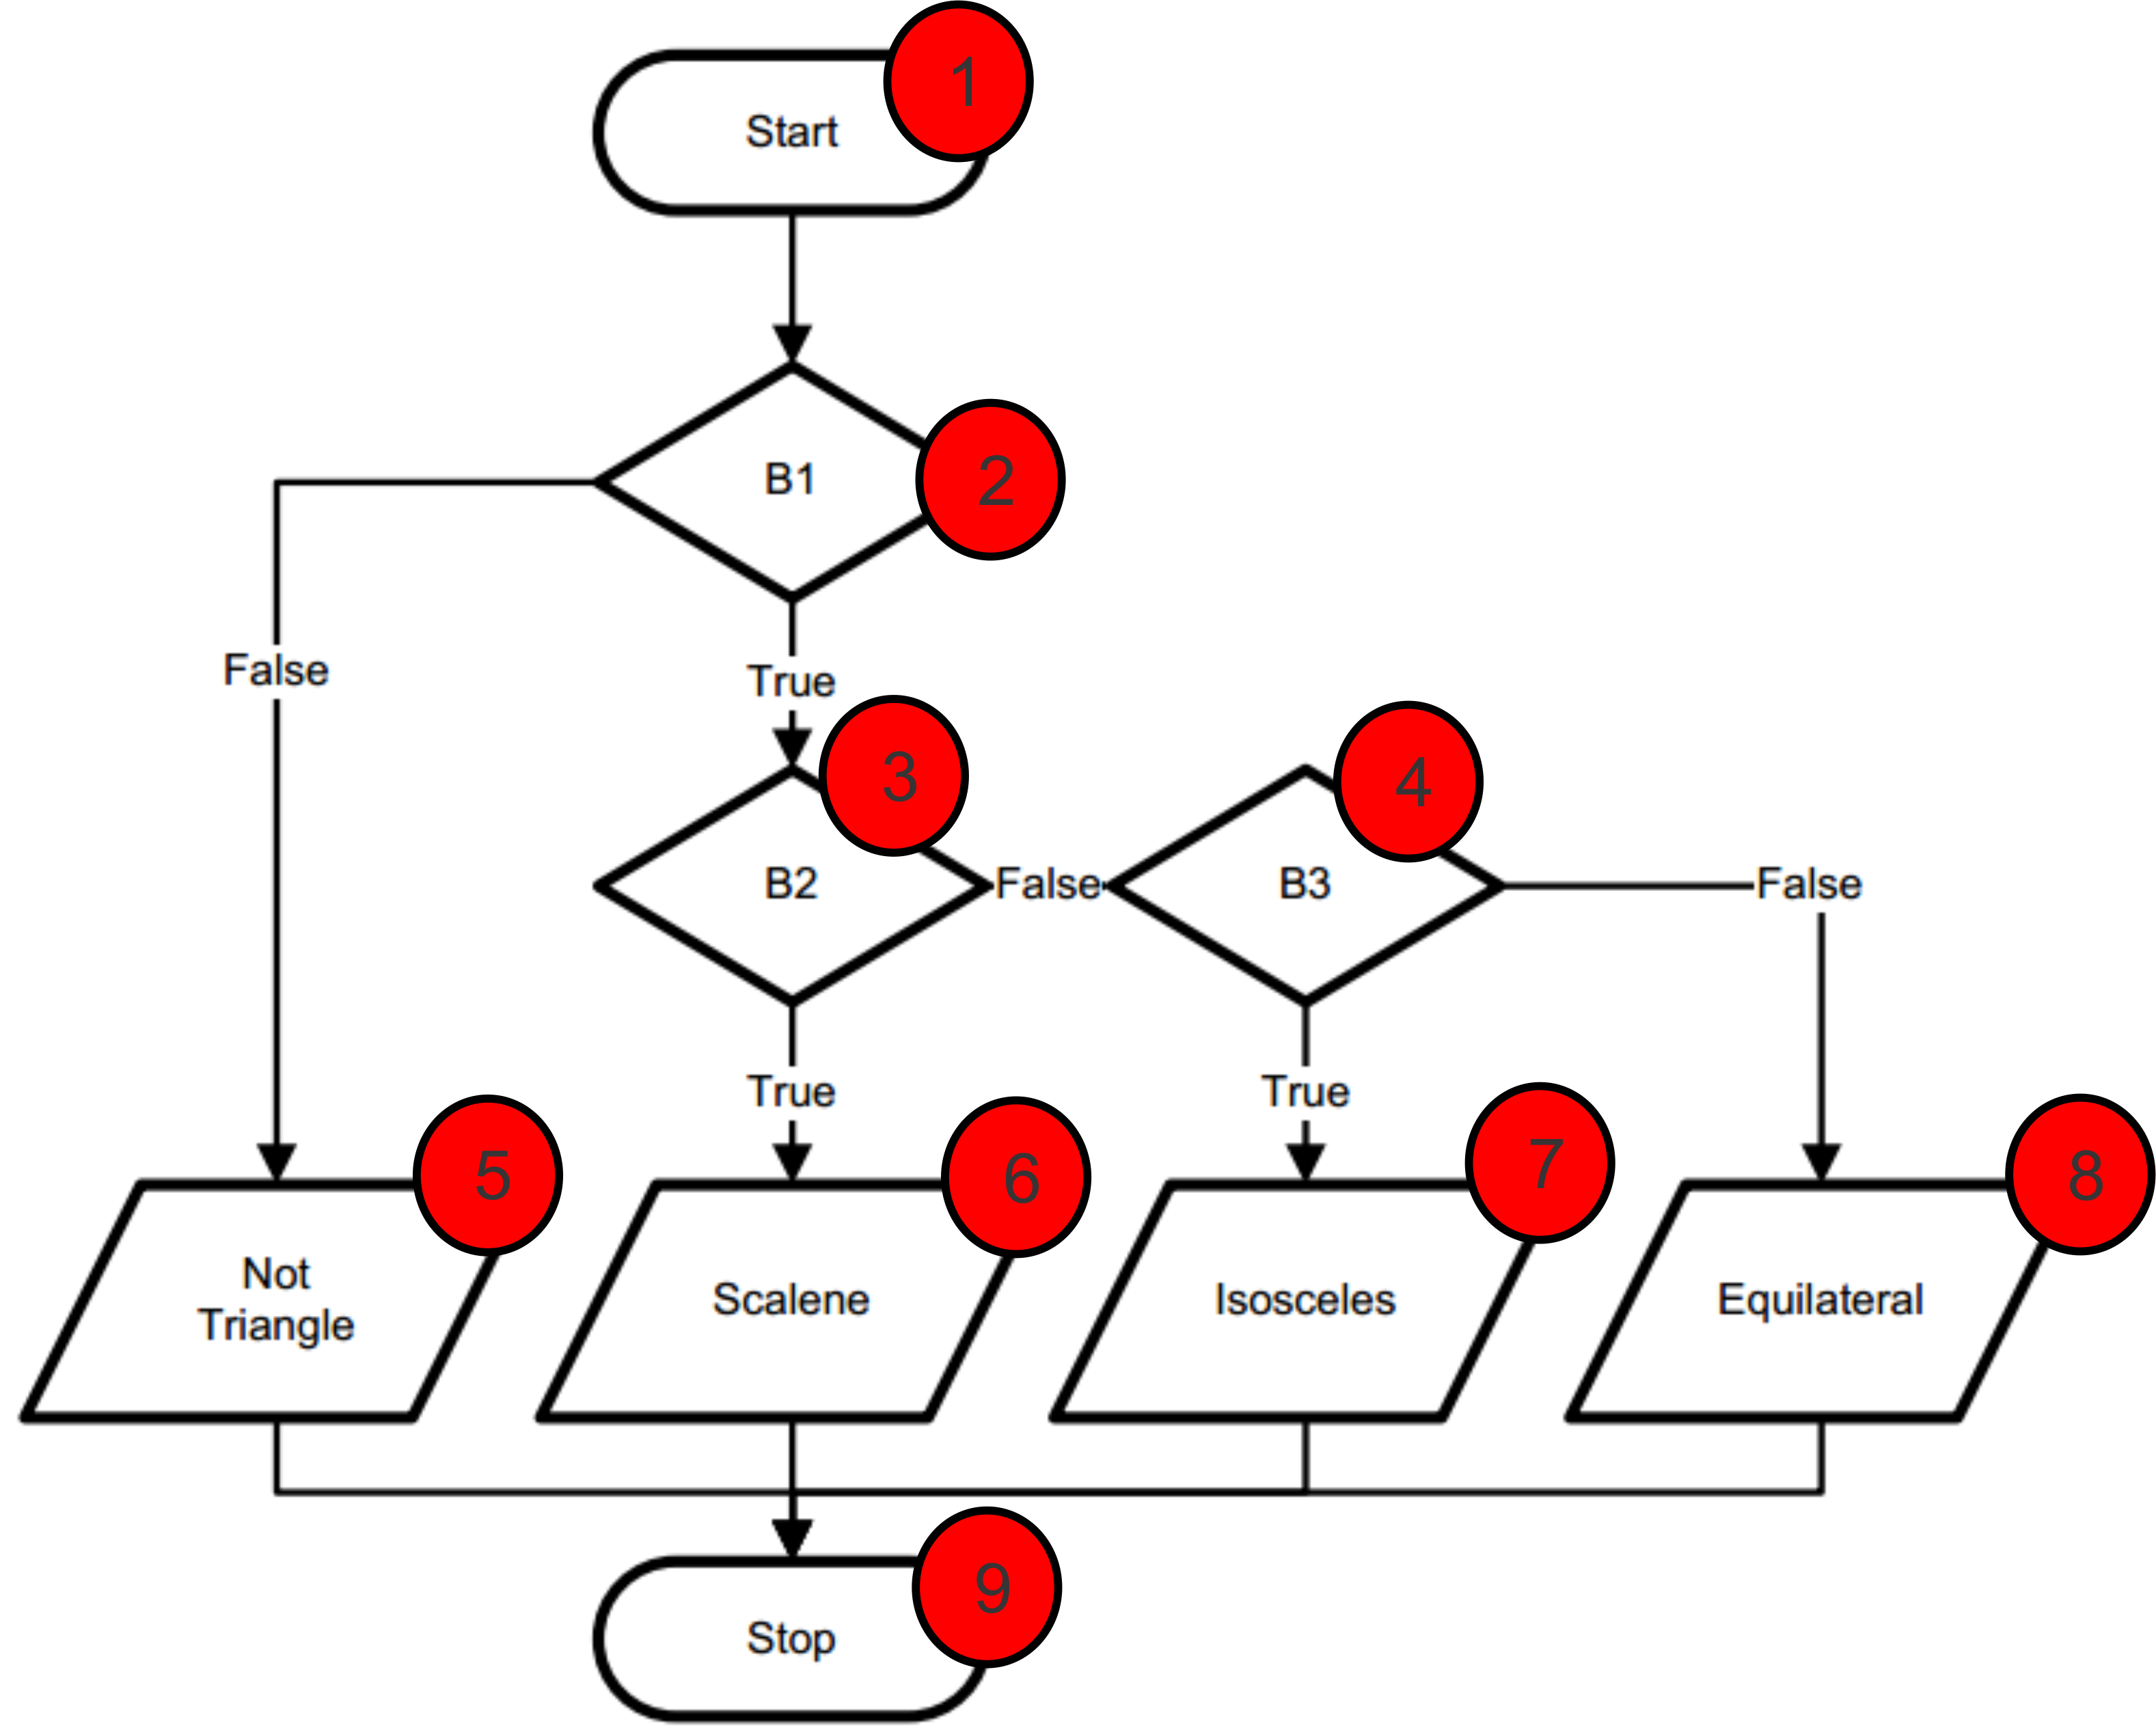 1
Start
B1
2
False
True
3
4
B2
False
B3
False
True
True
5
6
7
8
Not
Triangle
Scalene
Isosceles
Equilateral
9
Stop